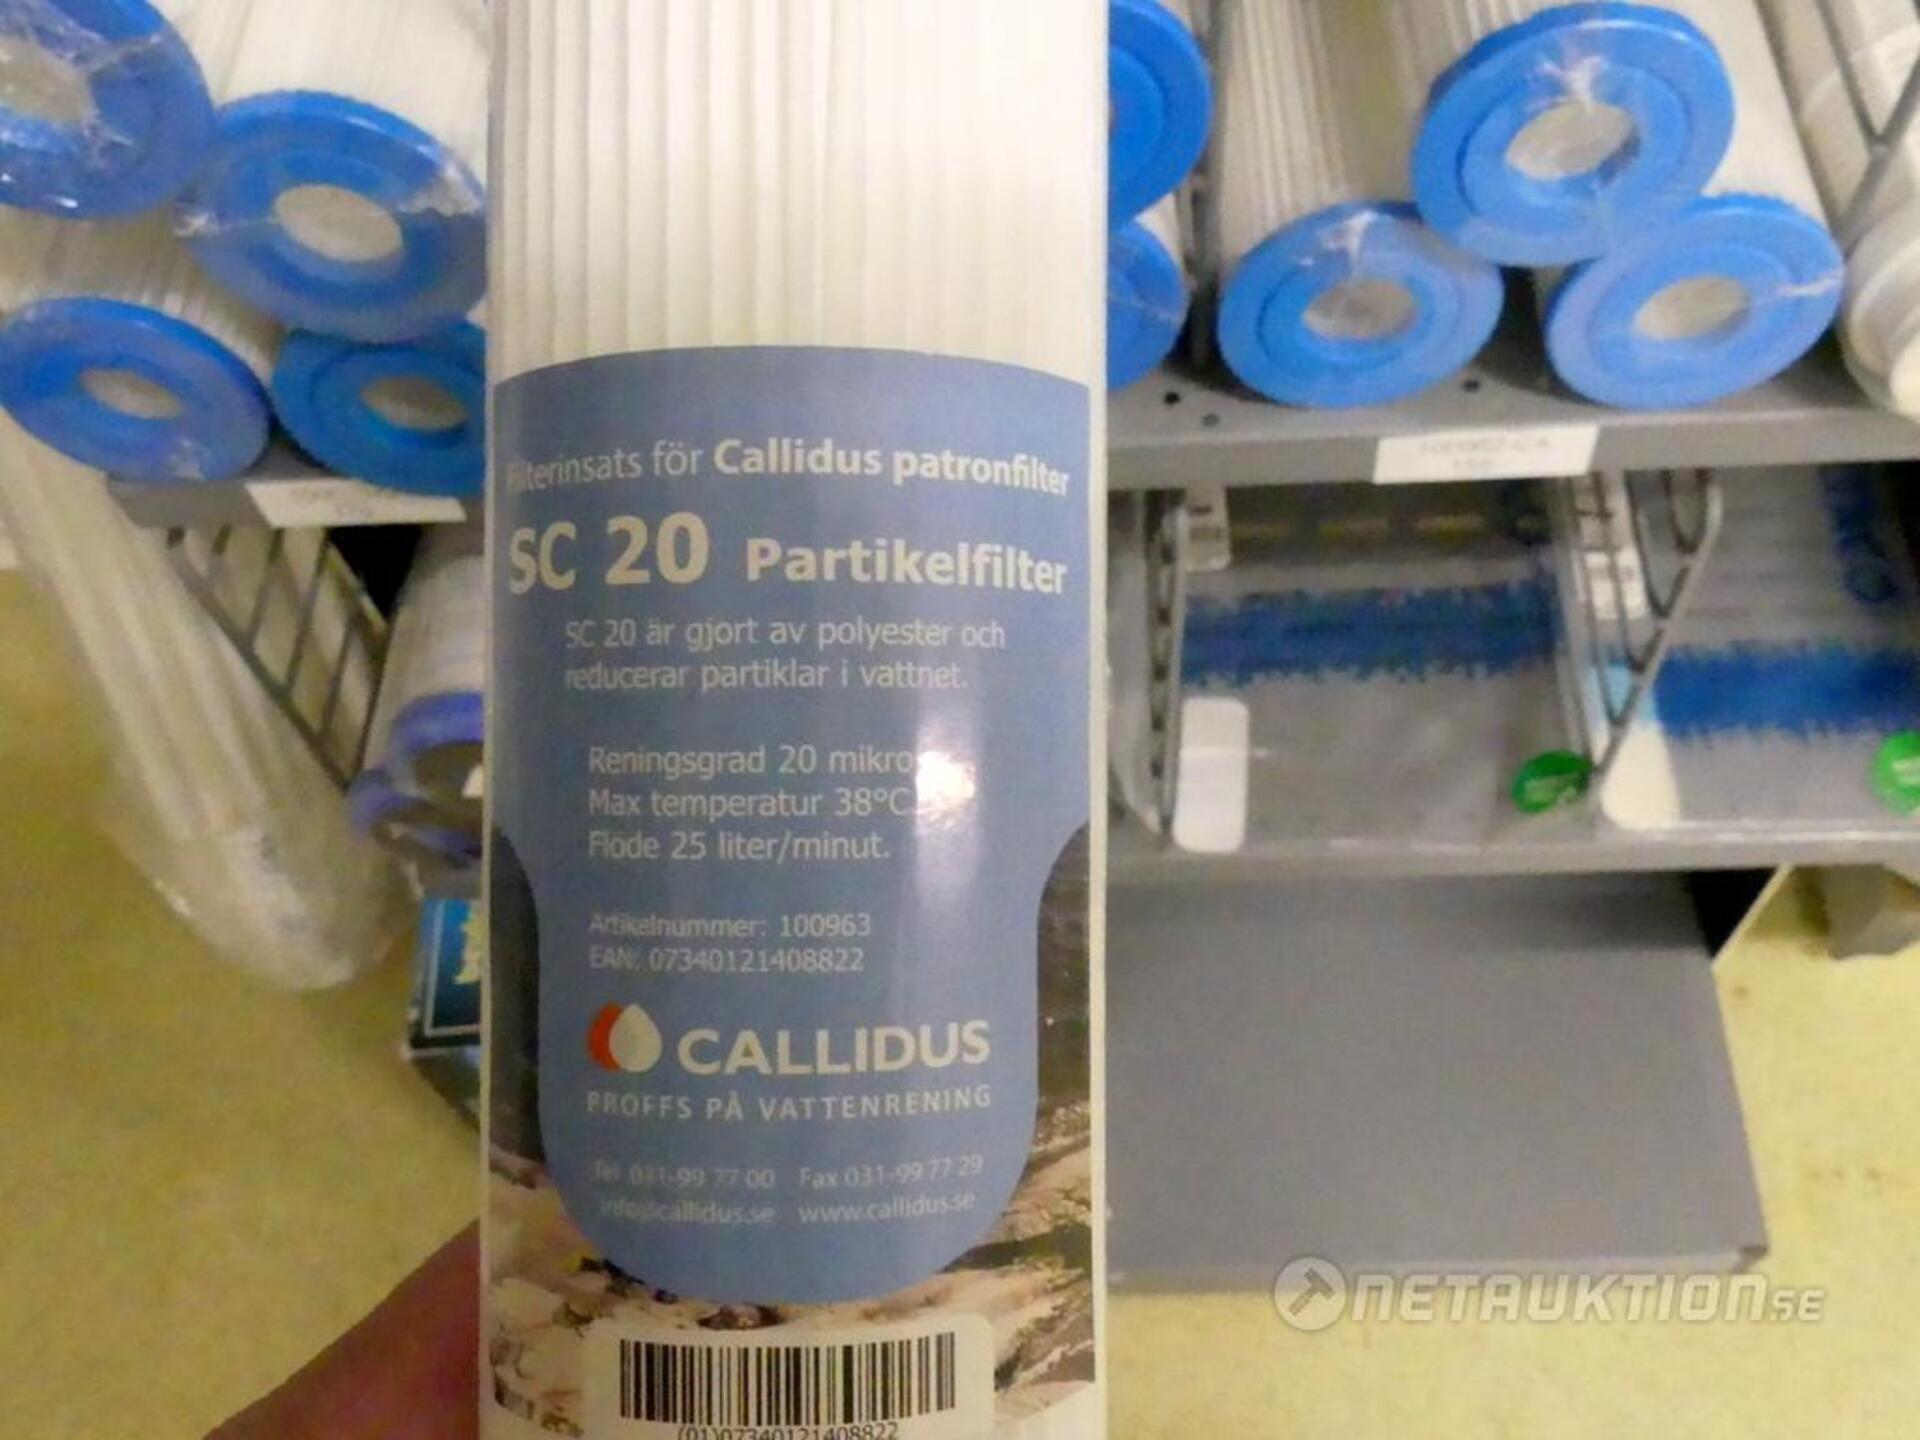 Filterinsats för Callidus patronfilter
SC 20 Partikelfilter
SC 20 är gjort av polyester och
reducerar partiklar i vattnet.
Reningsgrad 20 mikro
Max temperatur 38°C.
Flöde 25 liter/minut.
Artikelnummer: 100963
EAN: 07340121408822
CALLIDUS
PROFFS PÅ VATTENRENING
Tel 031-99 77 00 Fax 031-99 77 29
info@callidus.se www.callidus.se
(01)07340121408822
NETAUKTION.SE